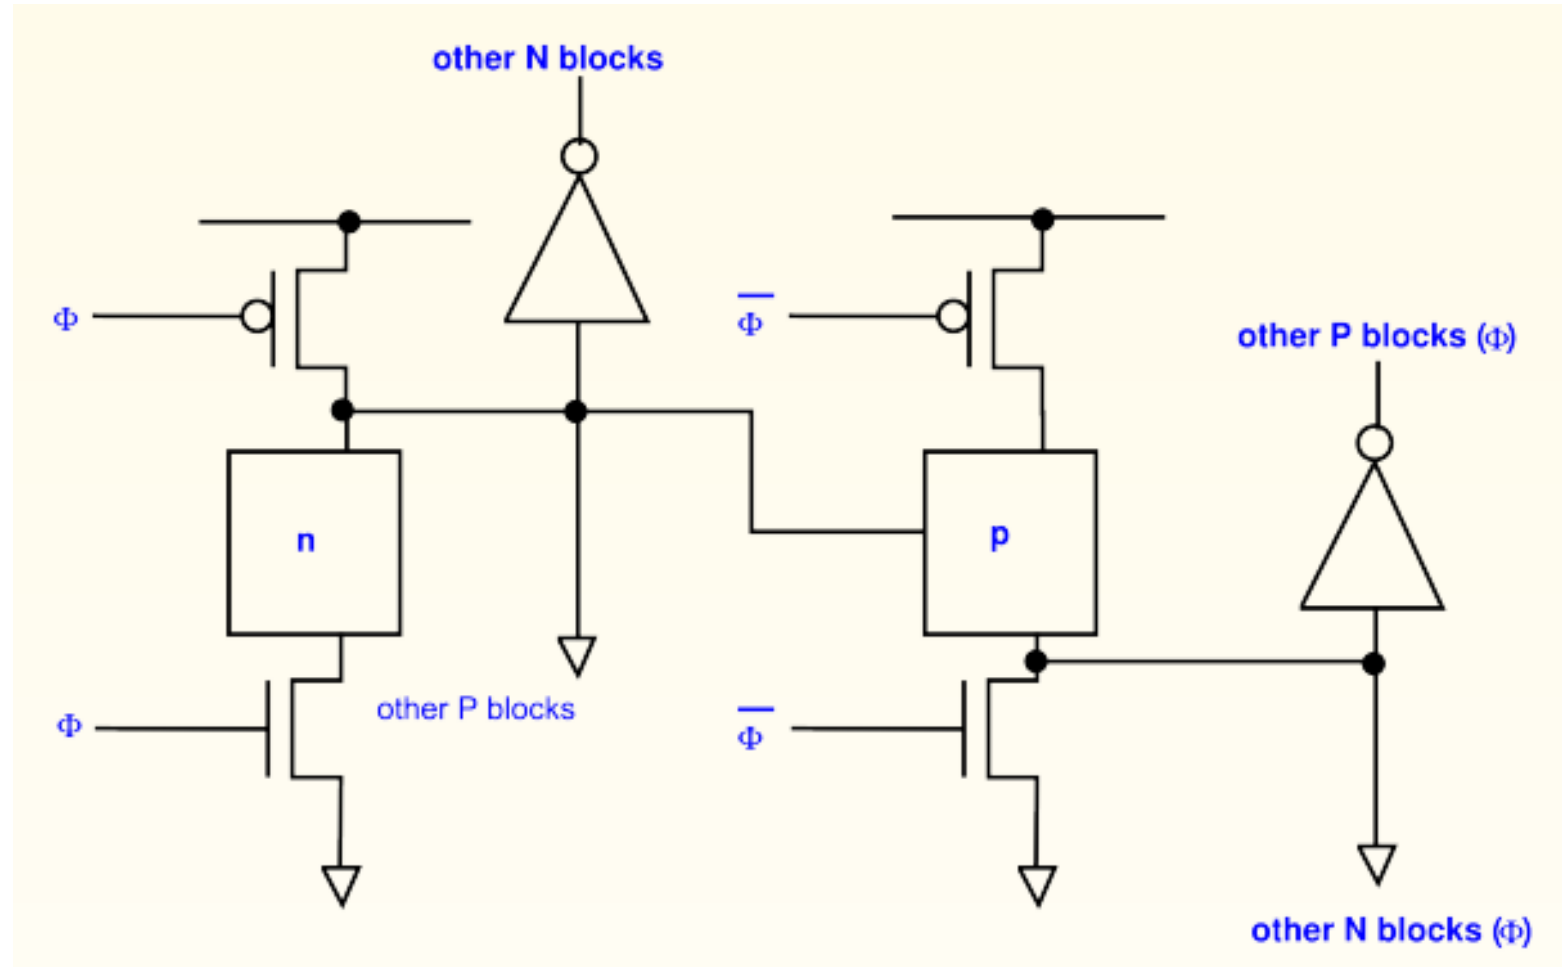 other N blocks
Φ
Φ̅
other P blocks (Φ)
n
p
Φ
other P blocks
Φ̅
other N blocks (Φ)